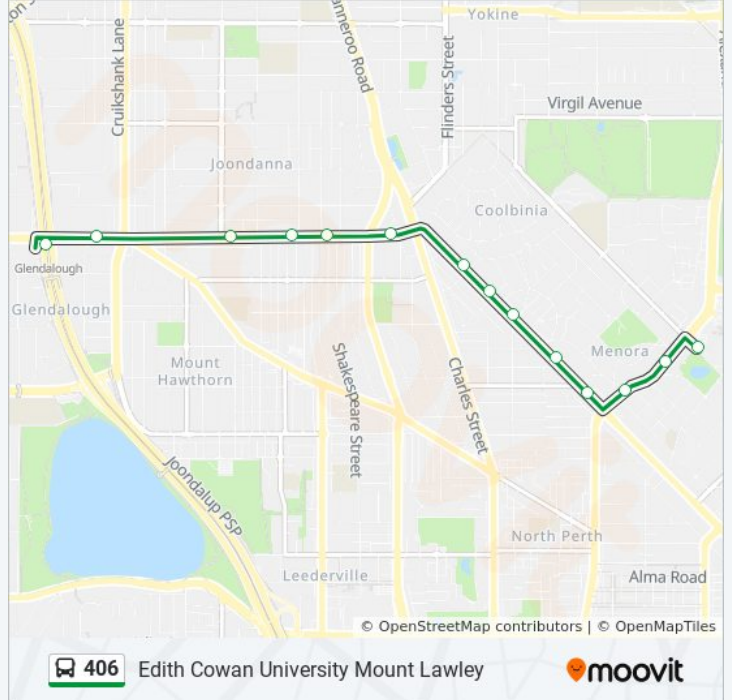 Yokine
Cruikshank Lane
anneroo Road
Flinders Street
Virgil Avenue
Joondanna
Coolbinia
Glendalough
Glendalough
Menora
Mount
Hawthorn
Shakespeare Street
Charles Street
Joondalup PSP
North Perth
Leederville
Alma Road
© OpenStreetMap contributors | © OpenMapTiles
406 Edith Cowan University Mount Lawley
moovit